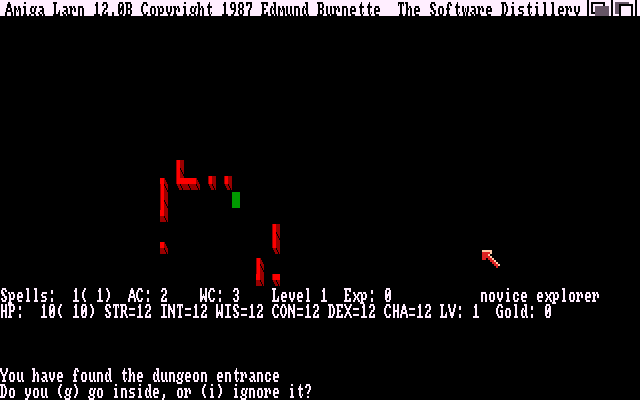 Amiga Larn 12.0B Copyright 1987 Edmund Burnette  The Software Distillery
Spells:  1( 1)  AC: 2    WC: 3    Level 1  Exp: 0           novice explorer
HP:  10( 10) STR=12 INT=12 WIS=12 CON=12 DEX=12 CHA=12 LV: 1  Gold: 0
You have found the dungeon entrance
Do you (g) go inside, or (i) ignore it?